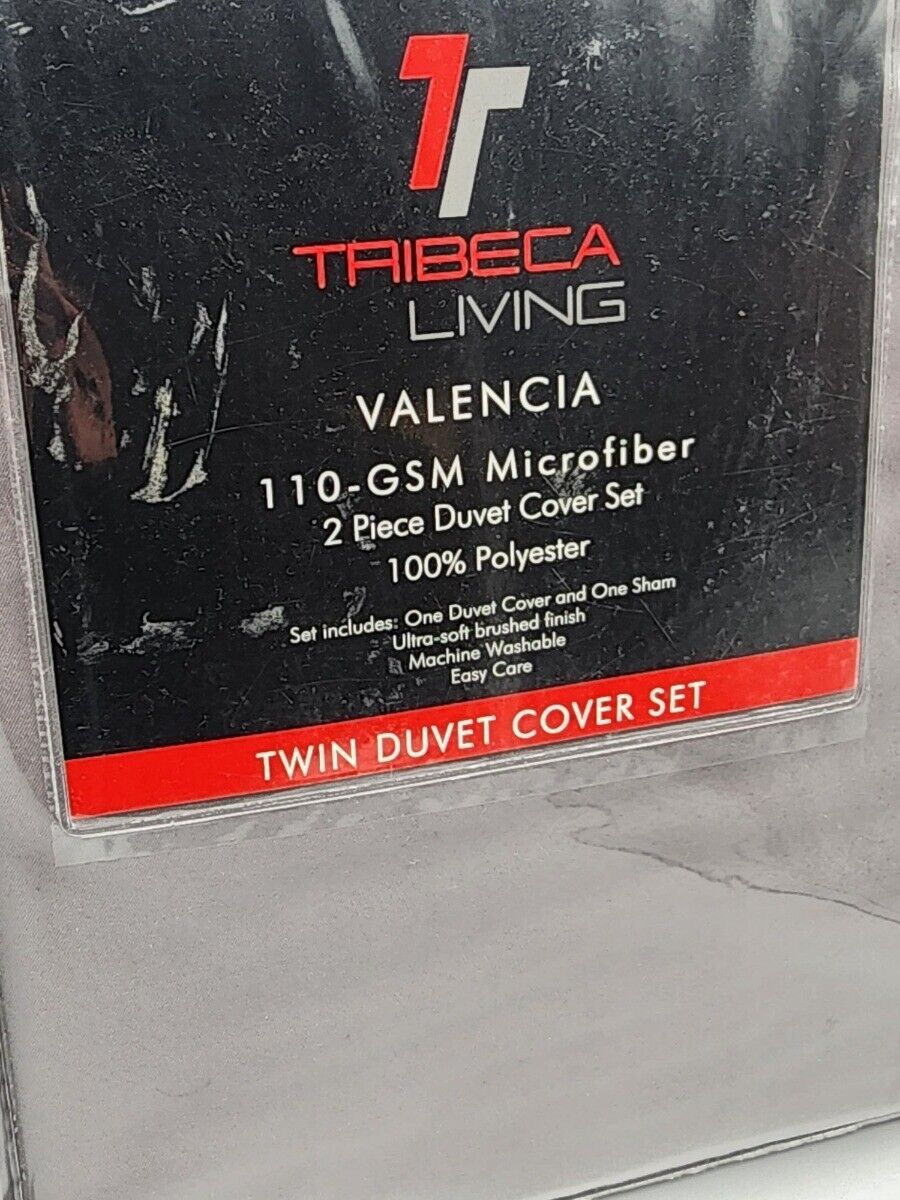 TRIBECA
LIVING
VALENCIA
110-GSM Microfiber
2 Piece Duvet Cover Set
100% Polyester
Set includes: One Duvet Cover and One Sham
Ultra-soft brushed finish
Machine Washable
Easy Care
TWIN DUVET COVER SET